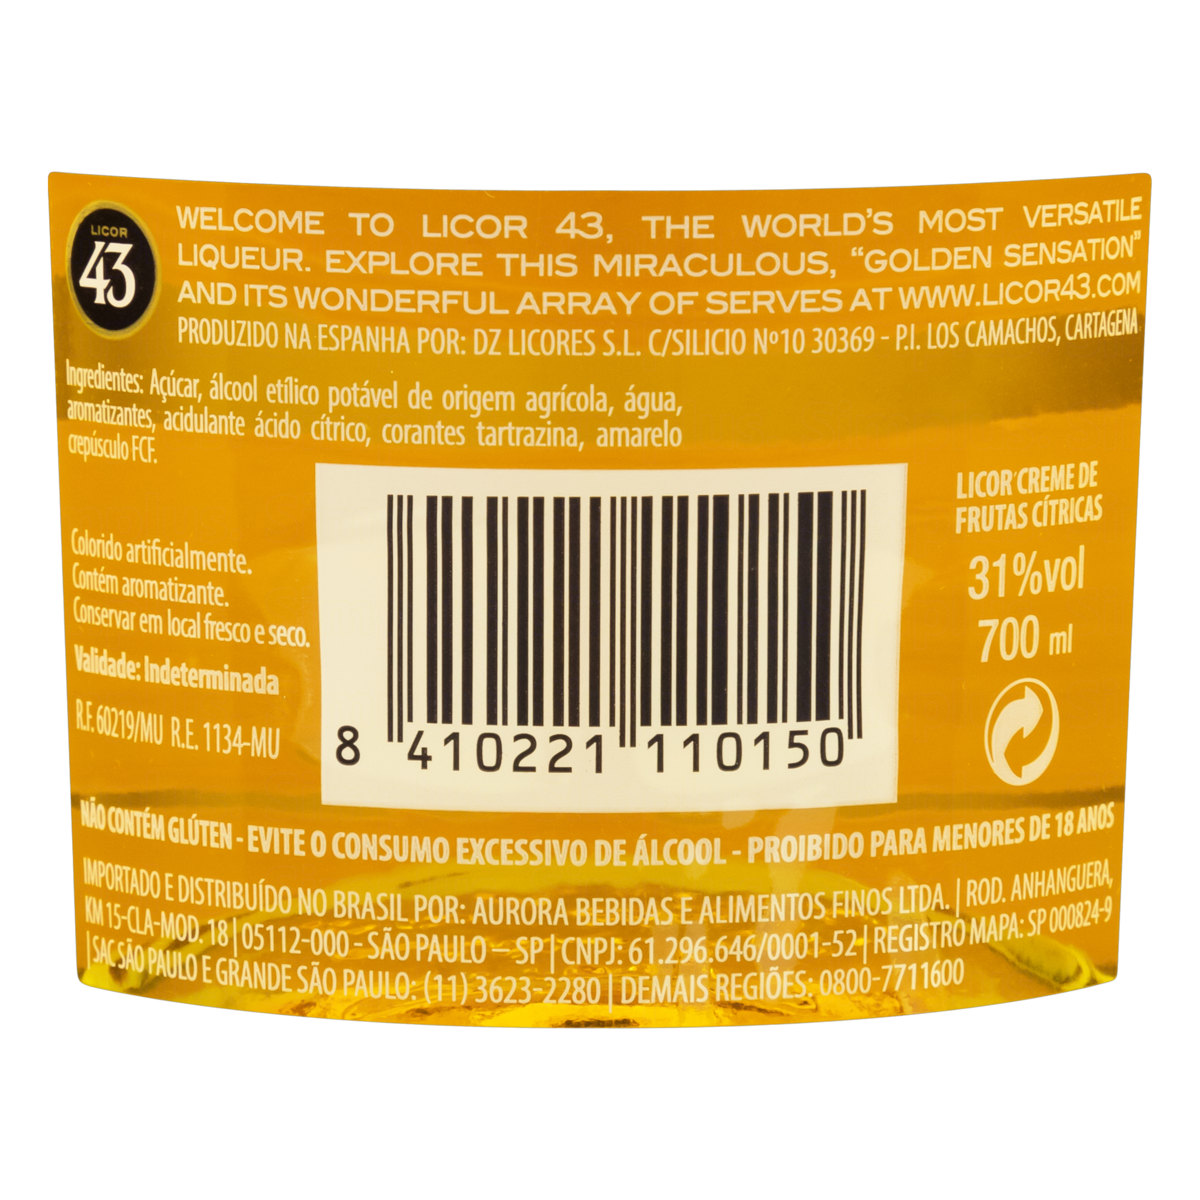 LICOR
43
WELCOME TO LICOR 43, THE WORLD'S MOST VERSATILE
LIQUEUR. EXPLORE THIS MIRACULOUS, “GOLDEN SENSATION”
AND ITS WONDERFUL ARRAY OF SERVES AT WWW.LICOR43.COM
PRODUZIDO NA ESPANHA POR: DZ LICORES S.L. C/SILICIO Nº10 30369 - P.I. LOS CAMACHOS, CARTAGENA
Ingredientes: Açúcar, álcool etílico potável de origem agrícola, água,
aromatizantes, acidulante ácido cítrico, corantes tartrazina, amarelo
crepúsculo FCF.
LICOR CREME DE
FRUTAS CÍTRICAS
31%vol
700 ml
Colorido artificialmente.
Contém aromatizante.
Conservar em local fresco e seco.
Validade: Indeterminada
R.F. 60219/MU R.E. 1134-MU
8 410221 110150
NÃO CONTÉM GLÚTEN - EVITE O CONSUMO EXCESSIVO DE ÁLCOOL - PROIBIDO PARA MENORES DE 18 ANOS
IMPORTADO E DISTRIBUÍDO NO BRASIL POR: AURORA BEBIDAS E ALIMENTOS FINOS LTDA. | ROD. ANHANGUERA,
KM 15-CLA-MOD. 18 | 05112-000 - SÃO PAULO – SP | CNPJ: 61.296.646/0001-52 | REGISTRO MAPA: SP 000824-9
| SAC SÃO PAULO E GRANDE SÃO PAULO: (11) 3623-2280 | DEMAIS REGIÕES: 0800-7711600